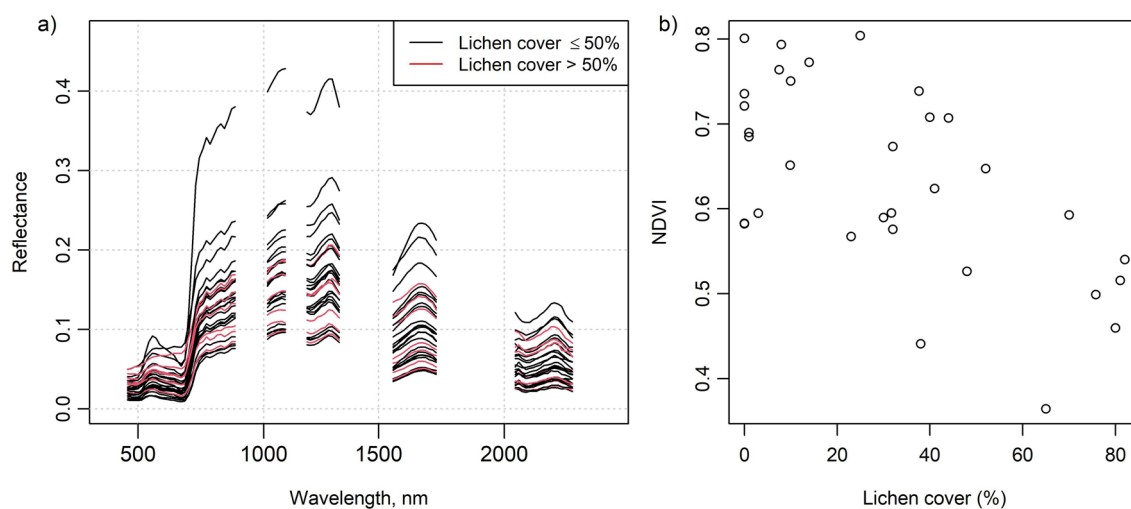 a)
Lichen cover ≤ 50%
Lichen cover > 50%
Reflectance
0.4
0.3
0.2
0.1
0.0
500
1000
1500
2000
Wavelength, nm
b)
NDVI
0.8
0.7
0.6
0.5
0.4
0
20
40
60
80
Lichen cover (%)